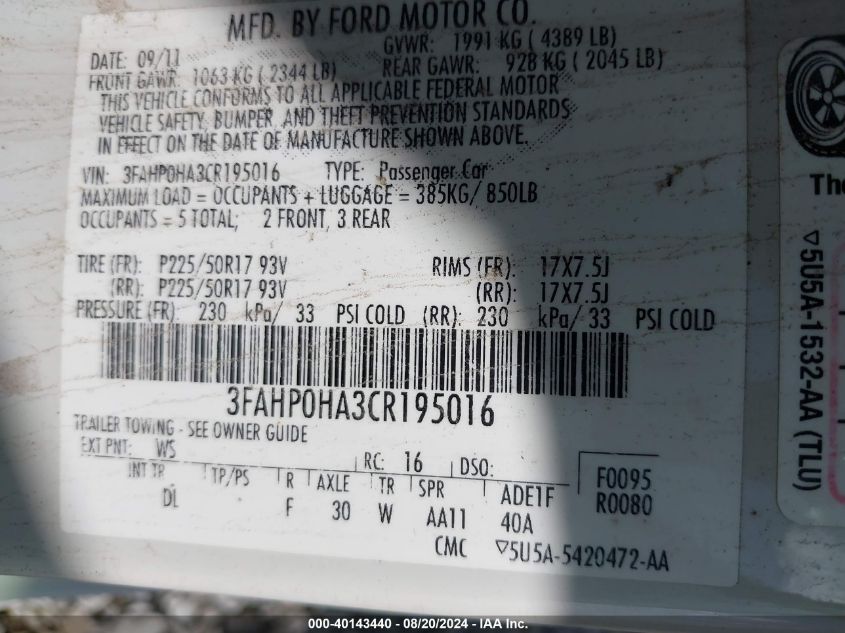 MFD. BY FORD MOTOR CO.
DATE: 09/11 GVWR: 1991 KG ( 4389 LB)
FRONT GAWR: 1063 KG ( 2344 LB) REAR GAWR: 928 KG ( 2045 LB)
THIS VEHICLE CONFORMS TO ALL APPLICABLE FEDERAL MOTOR
VEHICLE SAFETY, BUMPER, AND THEFT PREVENTION STANDARDS
IN EFFECT ON THE DATE OF MANUFACTURE SHOWN ABOVE.
VIN: 3FAHP0HA3CR195016 TYPE: Passenger Car
MAXIMUM LOAD = OCCUPANTS + LUGGAGE = 385KG/ 850LB
OCCUPANTS = 5 TOTAL, 2 FRONT, 3 REAR
TIRE (FR): P225/50R17 93V RIMS (FR): 17X7.5J
(RR): P225/50R17 93V (RR): 17X7.5J
PRESSURE (FR): 230 kPa/ 33 PSI COLD (RR): 230 kPa/ 33 PSI COLD
3FAHP0HA3CR195016
TRAILER TOWING - SEE OWNER GUIDE
EXT PNT: WS RC: 16 DSO:
INT TR TP/PS R AXLE TR SPR ADE1F F0095
DL F 30 W AA11 40A R0080
CMC ▽5U5A-5420472-AA
The
▽5U5A-1532-AA (TLU)
000-40143440 - 08/20/2024 - IAA Inc.